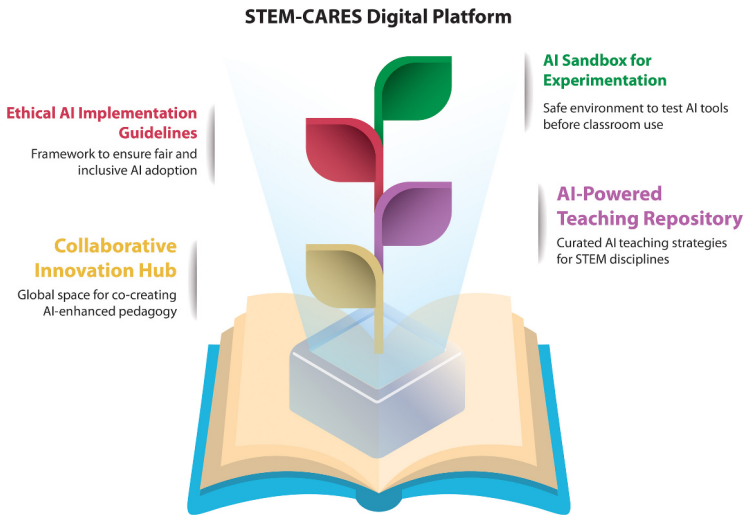 STEM-CARES Digital Platform
AI Sandbox for
Experimentation
Safe environment to test AI tools
before classroom use
Ethical AI Implementation
Guidelines
Framework to ensure fair and
inclusive AI adoption
AI-Powered
Teaching Repository
Curated AI teaching strategies
for STEM disciplines
Collaborative
Innovation Hub
Global space for co-creating
AI-enhanced pedagogy